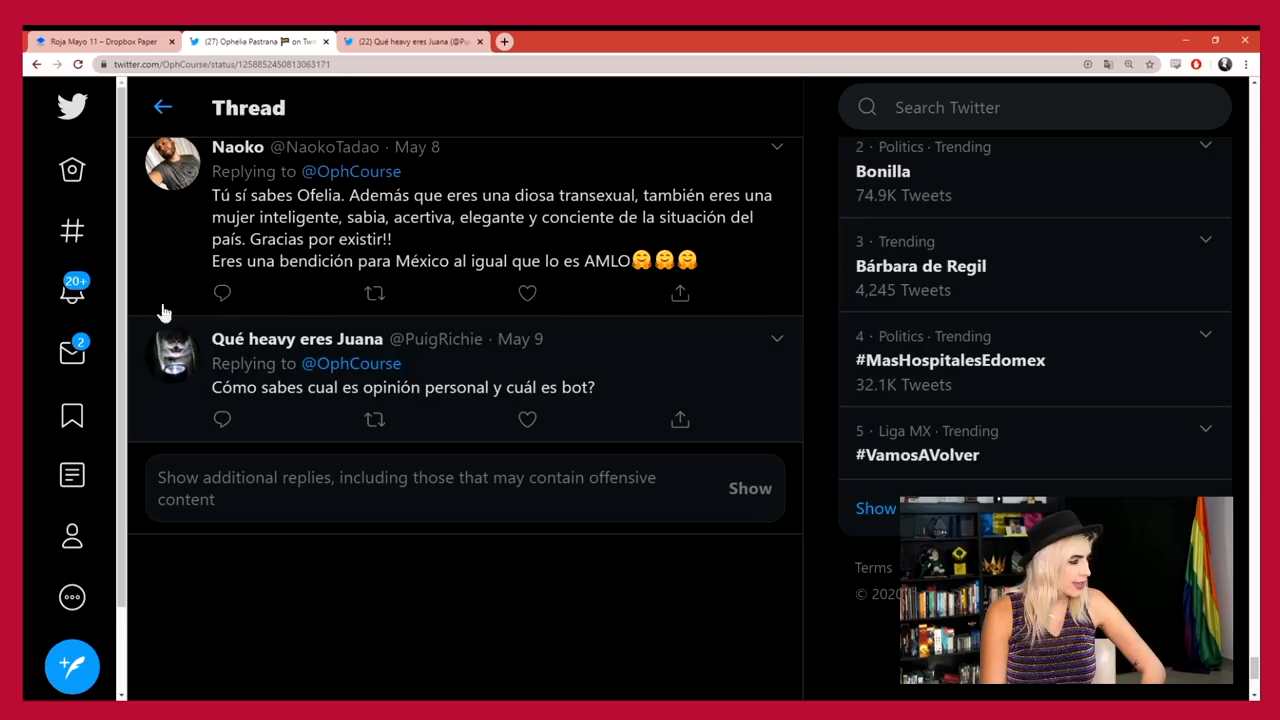 Roja Mayo 11 – Dropbox Paper
(27) Ophelia Pastrana 🏴 on Twi
(22) Qué heavy eres Juana (@Pu
twitter.com/OphCourse/status/1258852450813063171
Thread
Search Twitter
Naoko @NaokoTadao · May 8
Replying to @OphCourse
Tú sí sabes Ofelia. Además que eres una diosa transexual, también eres una
mujer inteligente, sabia, acertiva, elegante y conciente de la situación del
país. Gracias por existir!!
Eres una bendición para México al igual que lo es AMLO🤗🤗🤗
20+
2
Qué heavy eres Juana @PuigRichie · May 9
Replying to @OphCourse
Cómo sabes cual es opinión personal y cuál es bot?
Show additional replies, including those that may contain offensive
content
Show
2 · Politics · Trending
Bonilla
74.9K Tweets
3 · Trending
Bárbara de Regil
4,245 Tweets
4 · Politics · Trending
#MasHospitalesEdomex
32.1K Tweets
5 · Liga MX · Trending
#VamosAVolver
Show
Terms
© 2020